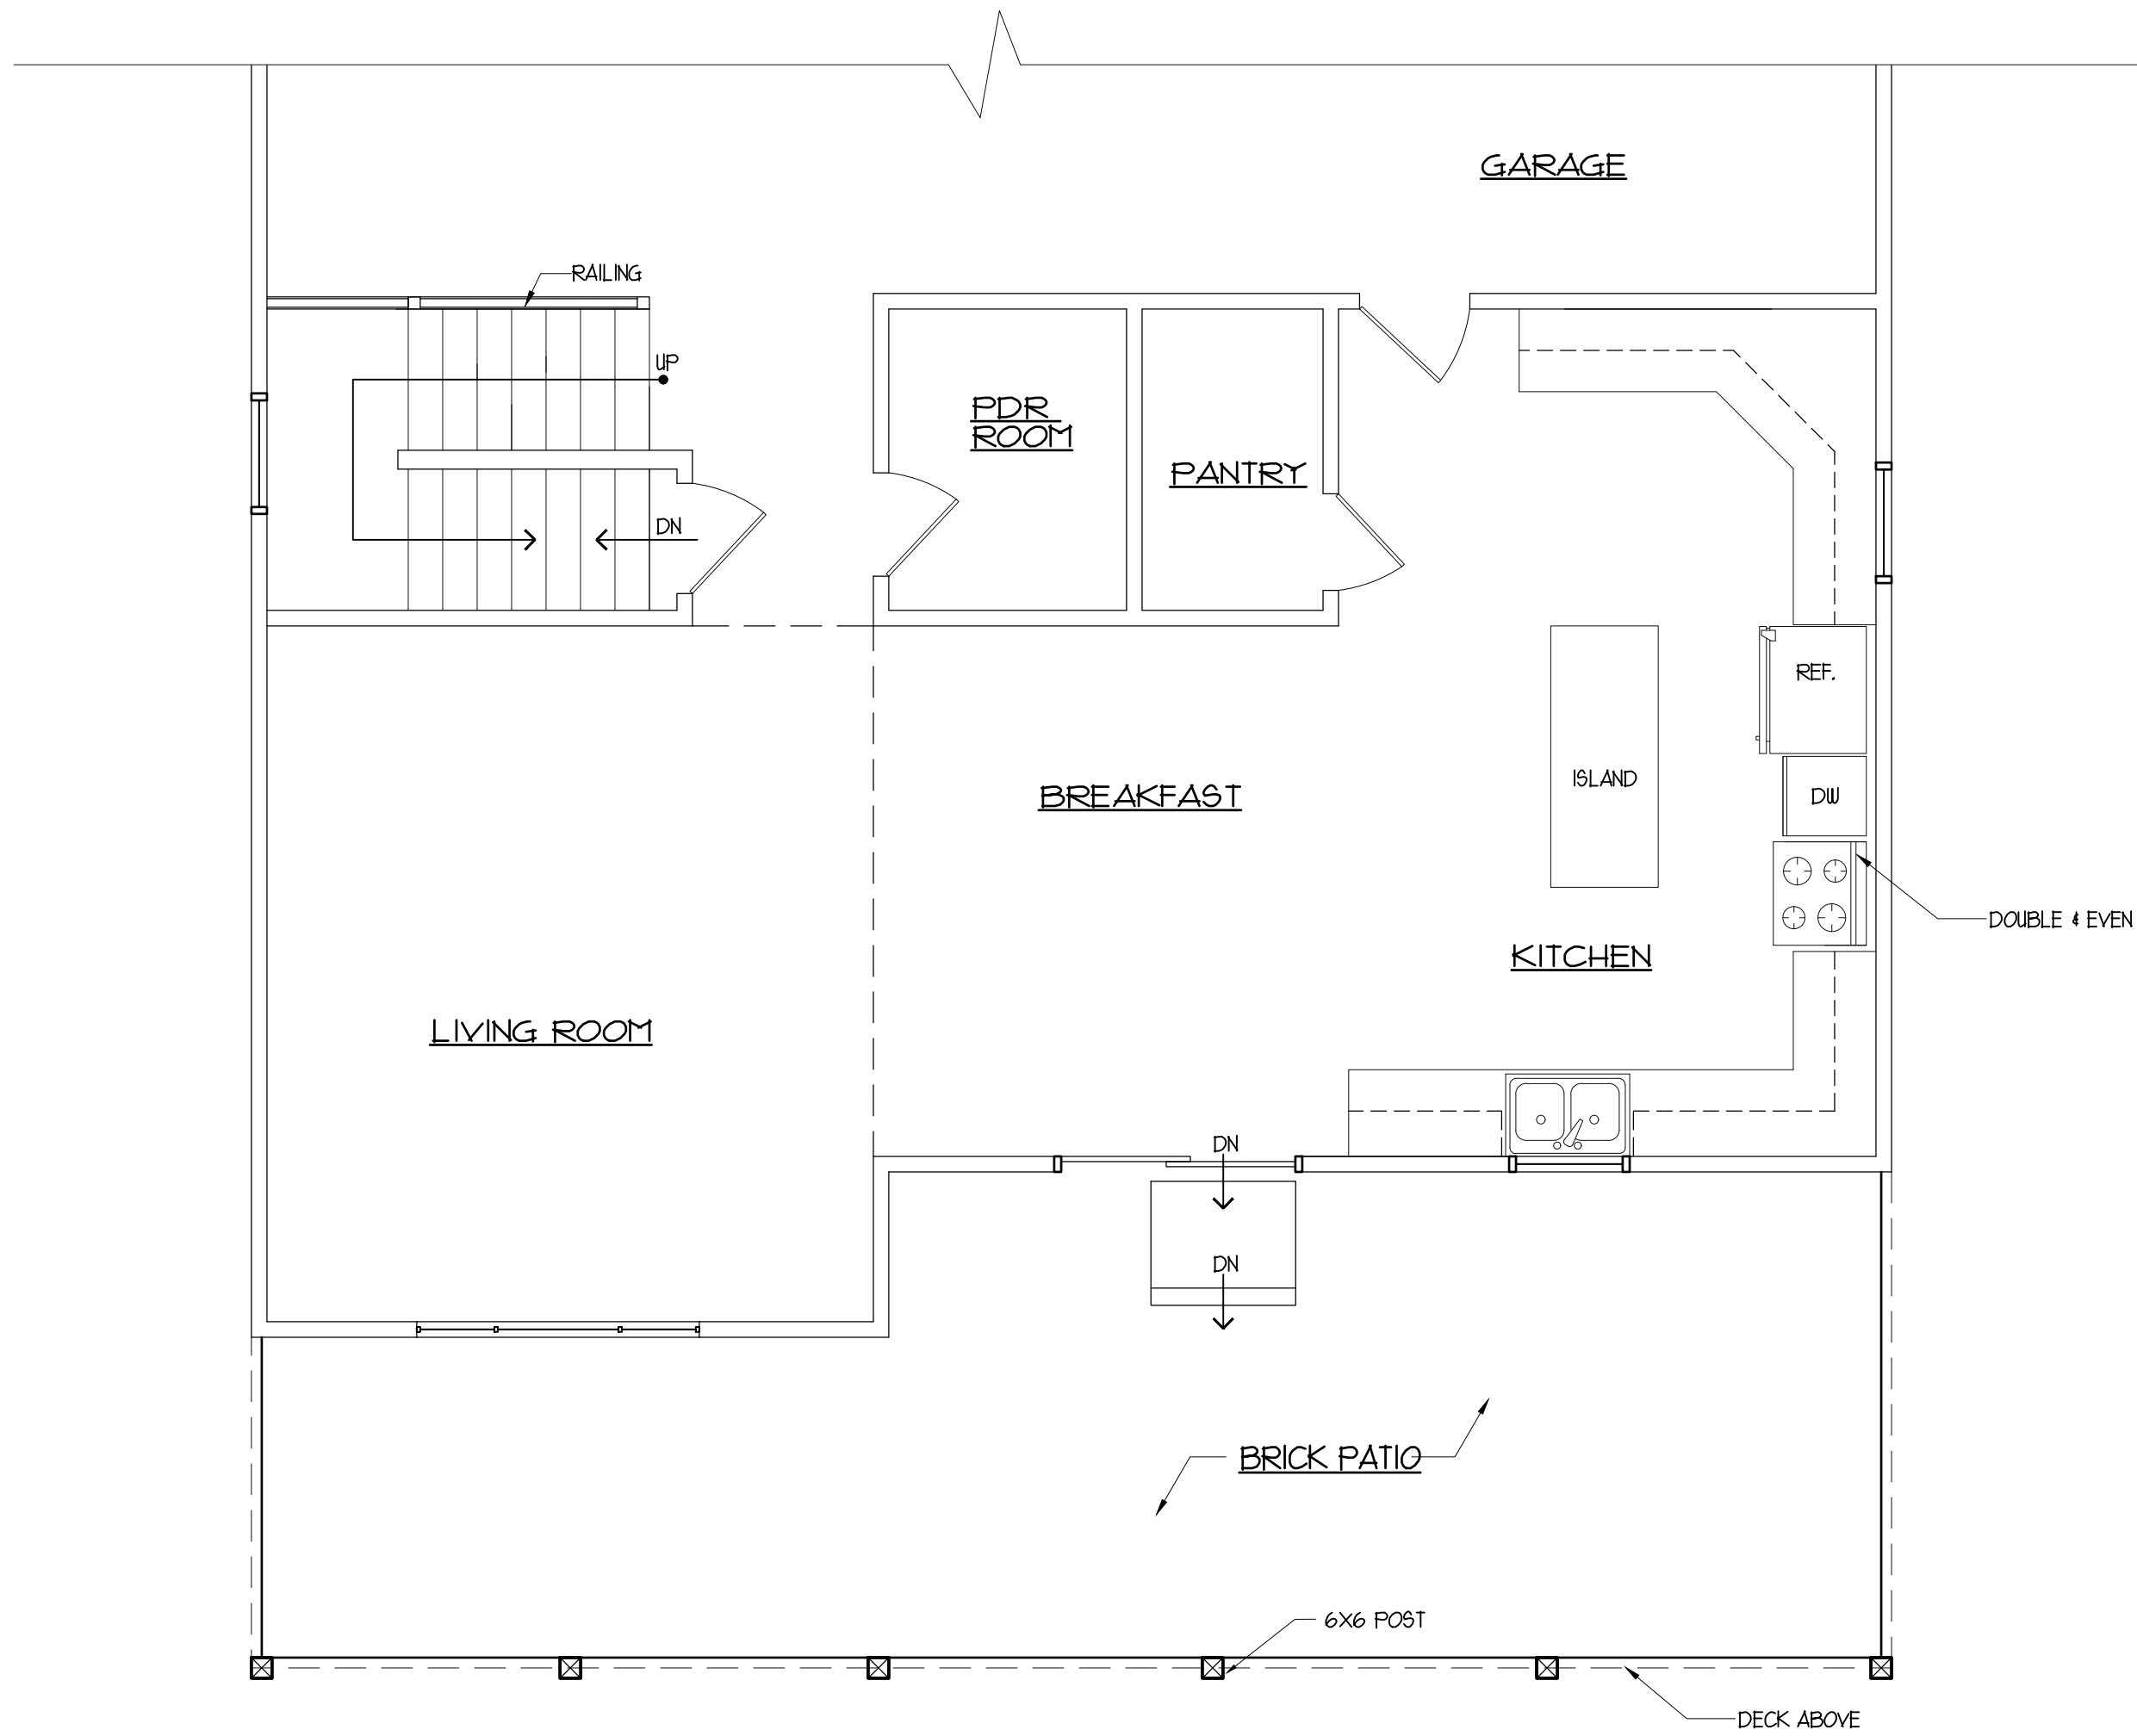 GARAGE
RAILING
UP
PDR
ROOM
PANTRY
DN
REF.
ISLAND
DW
BREAKFAST
DOUBLE & EVEN
KITCHEN
LIVING ROOM
DN
DN
BRICK PATIO
6X6 POST
DECK ABOVE